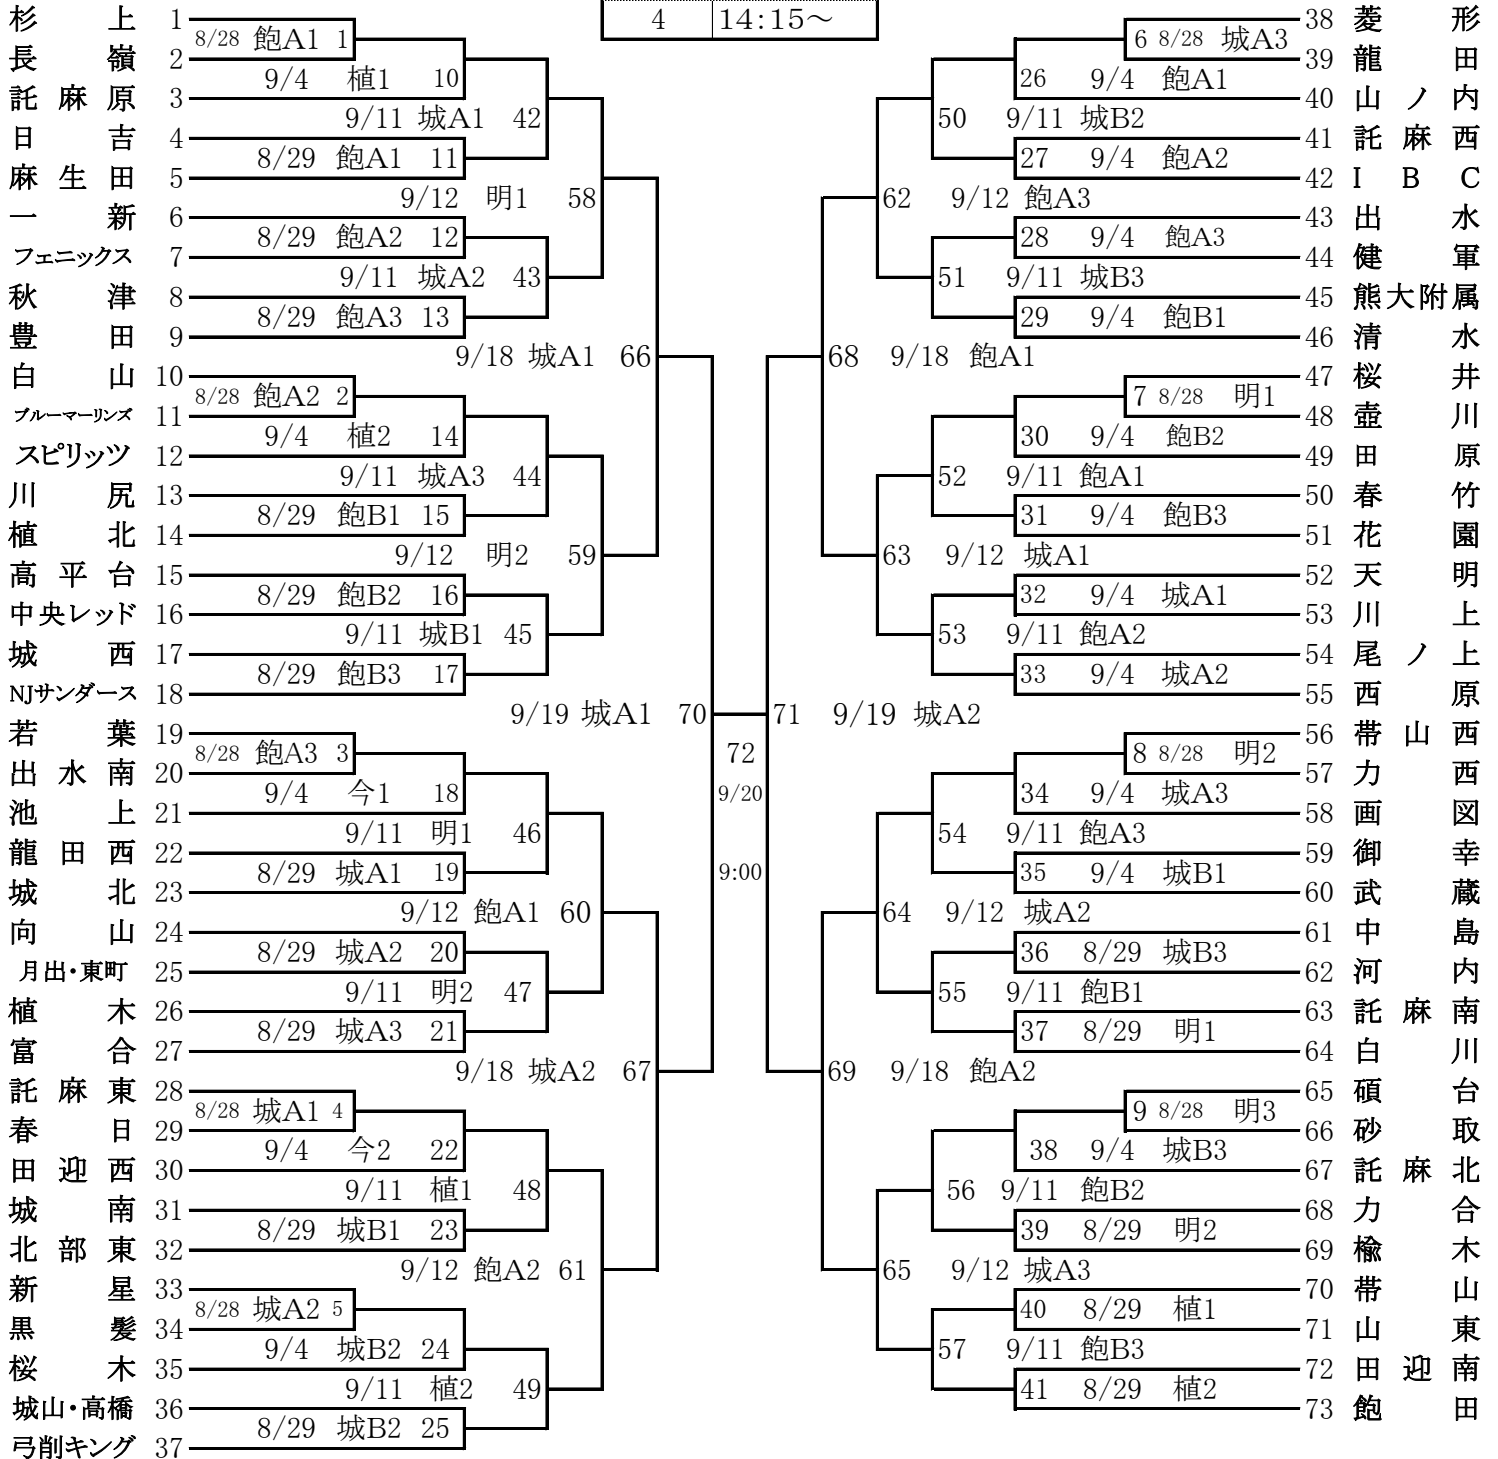 4 14:15～
杉上 1
8/28 飽A1 1
長嶺 2
9/4 植1 10
託麻原 3
9/11 城A1 42
日吉 4
8/29 飽A1 11
麻生田 5
9/12 明1 58
一新 6
8/29 飽A2 12
フェニックス 7
9/11 城A2 43
秋津 8
8/29 飽A3 13
豊田 9
9/18 城A1 66
白山 10
8/28 飽A2 2
ブルーマーリンズ 11
9/4 植2 14
スピリッツ 12
9/11 城A3 44
川尻 13
8/29 飽B1 15
植北 14
9/12 明2 59
高平台 15
8/29 飽B2 16
中央レッド 16
9/11 城B1 45
城西 17
8/29 飽B3 17
NJサンダース 18
9/19 城A1 70
若葉 19
8/28 飽A3 3
出水南 20
9/4 今1 18
池上 21
9/11 明1 46
龍田西 22
8/29 城A1 19
城北 23
9/12 飽A1 60
向山 24
8/29 城A2 20
月出・東町 25
9/11 明2 47
植木 26
8/29 城A3 21
富合 27
9/18 城A2 67
託麻東 28
8/28 城A1 4
春日 29
9/4 今2 22
田迎西 30
9/11 植1 48
城南 31
8/29 城B1 23
北部東 32
9/12 飽A2 61
新星 33
8/28 城A2 5
黒髪 34
9/4 城B2 24
桜木 35
9/11 植2 49
城山・高橋 36
8/29 城B2 25
弓削キング 37
72
9/20
9:00
38 菱形
6 8/28 城A3
39 龍田
26 9/4 飽A1
40 山ノ内
50 9/11 城B2
41 託麻西
27 9/4 飽A2
42 IBC
62 9/12 飽A3
43 出水
28 9/4 飽A3
44 健軍
51 9/11 城B3
45 熊大附属
29 9/4 飽B1
46 清水
68 9/18 飽A1
47 桜井
7 8/28 明1
48 壺川
30 9/4 飽B2
49 田原
52 9/11 飽A1
50 春竹
31 9/4 飽B3
51 花園
63 9/12 城A1
52 天明
32 9/4 城A1
53 川上
53 9/11 飽A2
54 尾ノ上
33 9/4 城A2
55 西原
71 9/19 城A2
56 帯山西
8 8/28 明2
57 力西
34 9/4 城A3
58 画図
54 9/11 飽A3
59 御幸
35 9/4 城B1
60 武蔵
64 9/12 城A2
61 中島
36 8/29 城B3
62 河内
55 9/11 飽B1
63 託麻南
37 8/29 明1
64 白川
69 9/18 飽A2
65 碩台
9 8/28 明3
66 砂取
38 9/4 城B3
67 託麻北
56 9/11 飽B2
68 力合
39 8/29 明2
69 楡木
65 9/12 城A3
70 帯山
40 8/29 植1
71 山東
57 9/11 飽B3
72 田迎南
41 8/29 植2
73 飽田